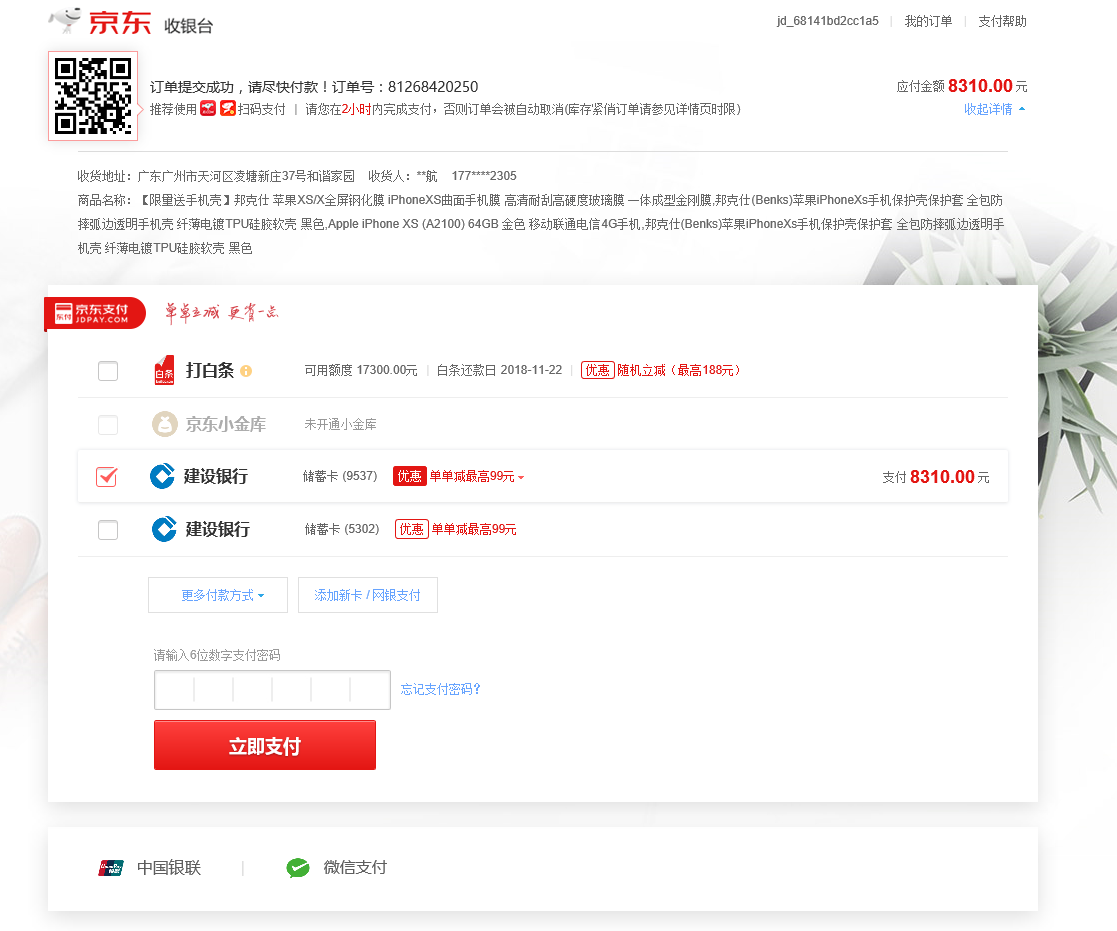 京东 收银台
jd_68141bd2cc1a5 | 我的订单 | 支付帮助
订单提交成功，请尽快付款！订单号：81268420250
应付金额 8310.00 元
推荐使用 扫码支付 | 请您在2小时内完成支付，否则订单会被自动取消(库存紧俏订单请参见详情页时限)
收起详情
收货地址：广东广州市天河区凌塘新庄37号和谐家园 收货人：**航 177****2305
商品名称：【限量送手机壳】邦克仕 苹果XS/X全屏钢化膜 iPhoneXS曲面手机膜 高清耐刮高硬度玻璃膜 一体成型金刚膜,邦克仕(Benks)苹果iPhoneXs手机保护壳保护套 全包防
摔弧边透明手机壳 纤薄电镀TPU硅胶软壳 黑色,Apple iPhone XS (A2100) 64GB 金色 移动联通电信4G手机,邦克仕(Benks)苹果iPhoneXs手机保护壳保护套 全包防摔弧边透明手
机壳 纤薄电镀TPU硅胶软壳 黑色
东付 京东支付
JDPAY.COM
单单立减 更省一点
白条 打白条 可用额度 17300.00元 | 白条还款日 2018-11-22 | 优惠 随机立减（最高188元）
京东小金库 未开通小金库
建设银行 储蓄卡 (9537) 优惠 单单减最高99元 支付 8310.00 元
建设银行 储蓄卡 (5302) 优惠 单单减最高99元
更多付款方式 添加新卡 / 网银支付
请输入6位数字支付密码
忘记支付密码?
立即支付
中国银联 | 微信支付